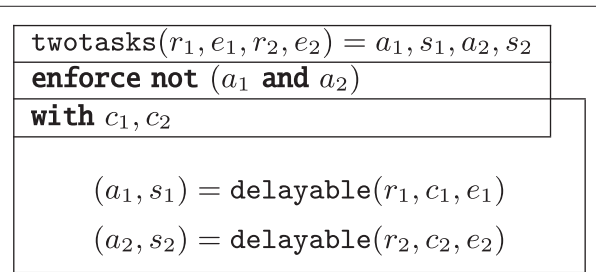 twotasks(r₁, e₁, r₂, e₂) = a₁, s₁, a₂, s₂
enforce not (a₁ and a₂)
with c₁, c₂
(a₁, s₁) = delayable(r₁, c₁, e₁)
(a₂, s₂) = delayable(r₂, c₂, e₂)